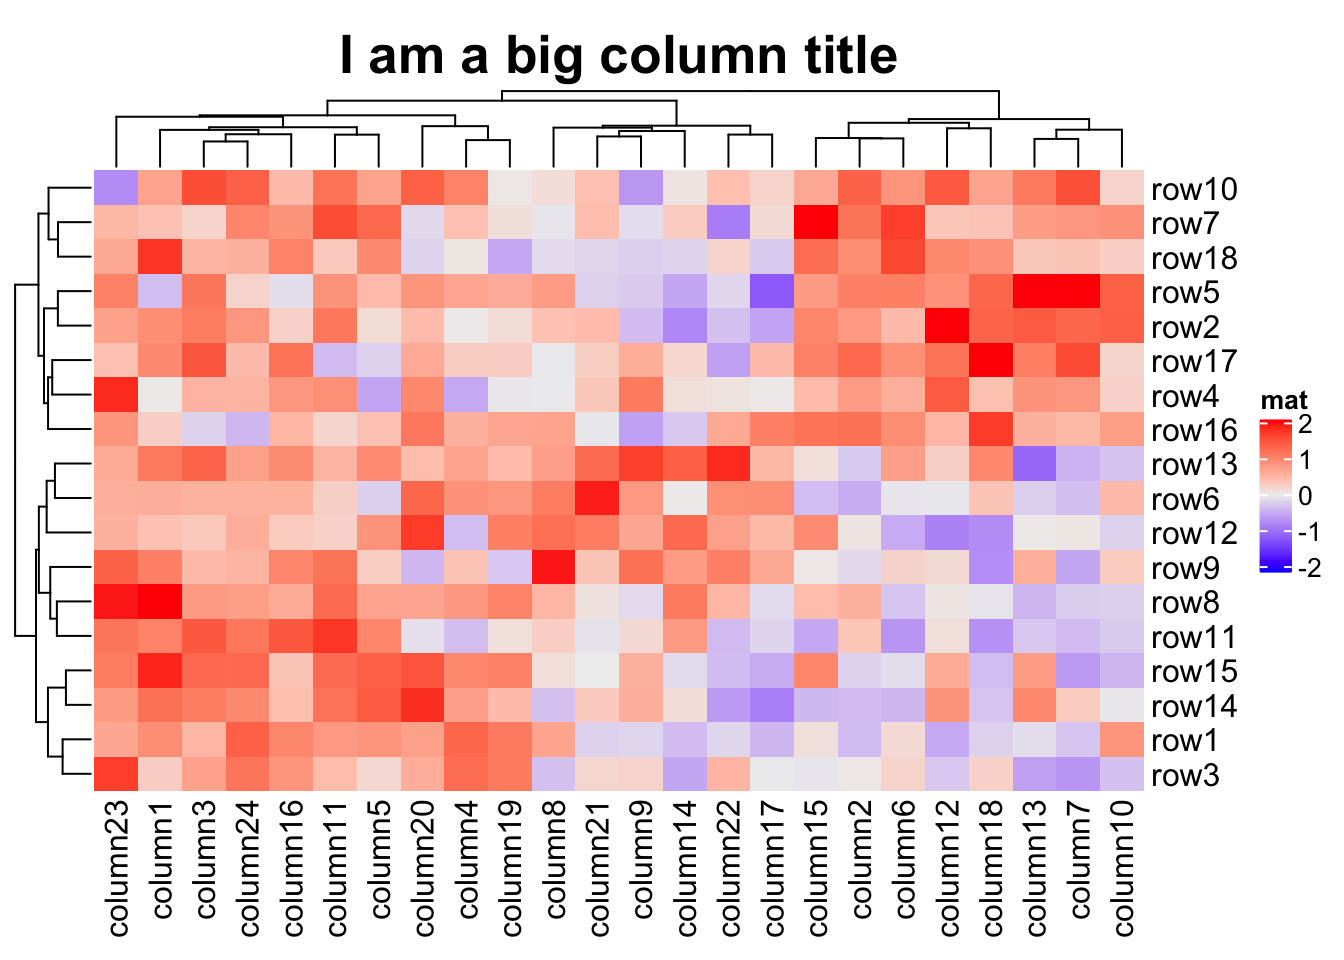 I am a big column title
row10
row7
row18
row5
row2
row17
row4
row16
row13
row6
row12
row9
row8
row11
row15
row14
row1
row3
mat
2
1
0
-1
-2
column23
column1
column3
column24
column16
column11
column5
column20
column4
column19
column8
column21
column9
column14
column22
column17
column15
column2
column6
column12
column18
column13
column7
column10